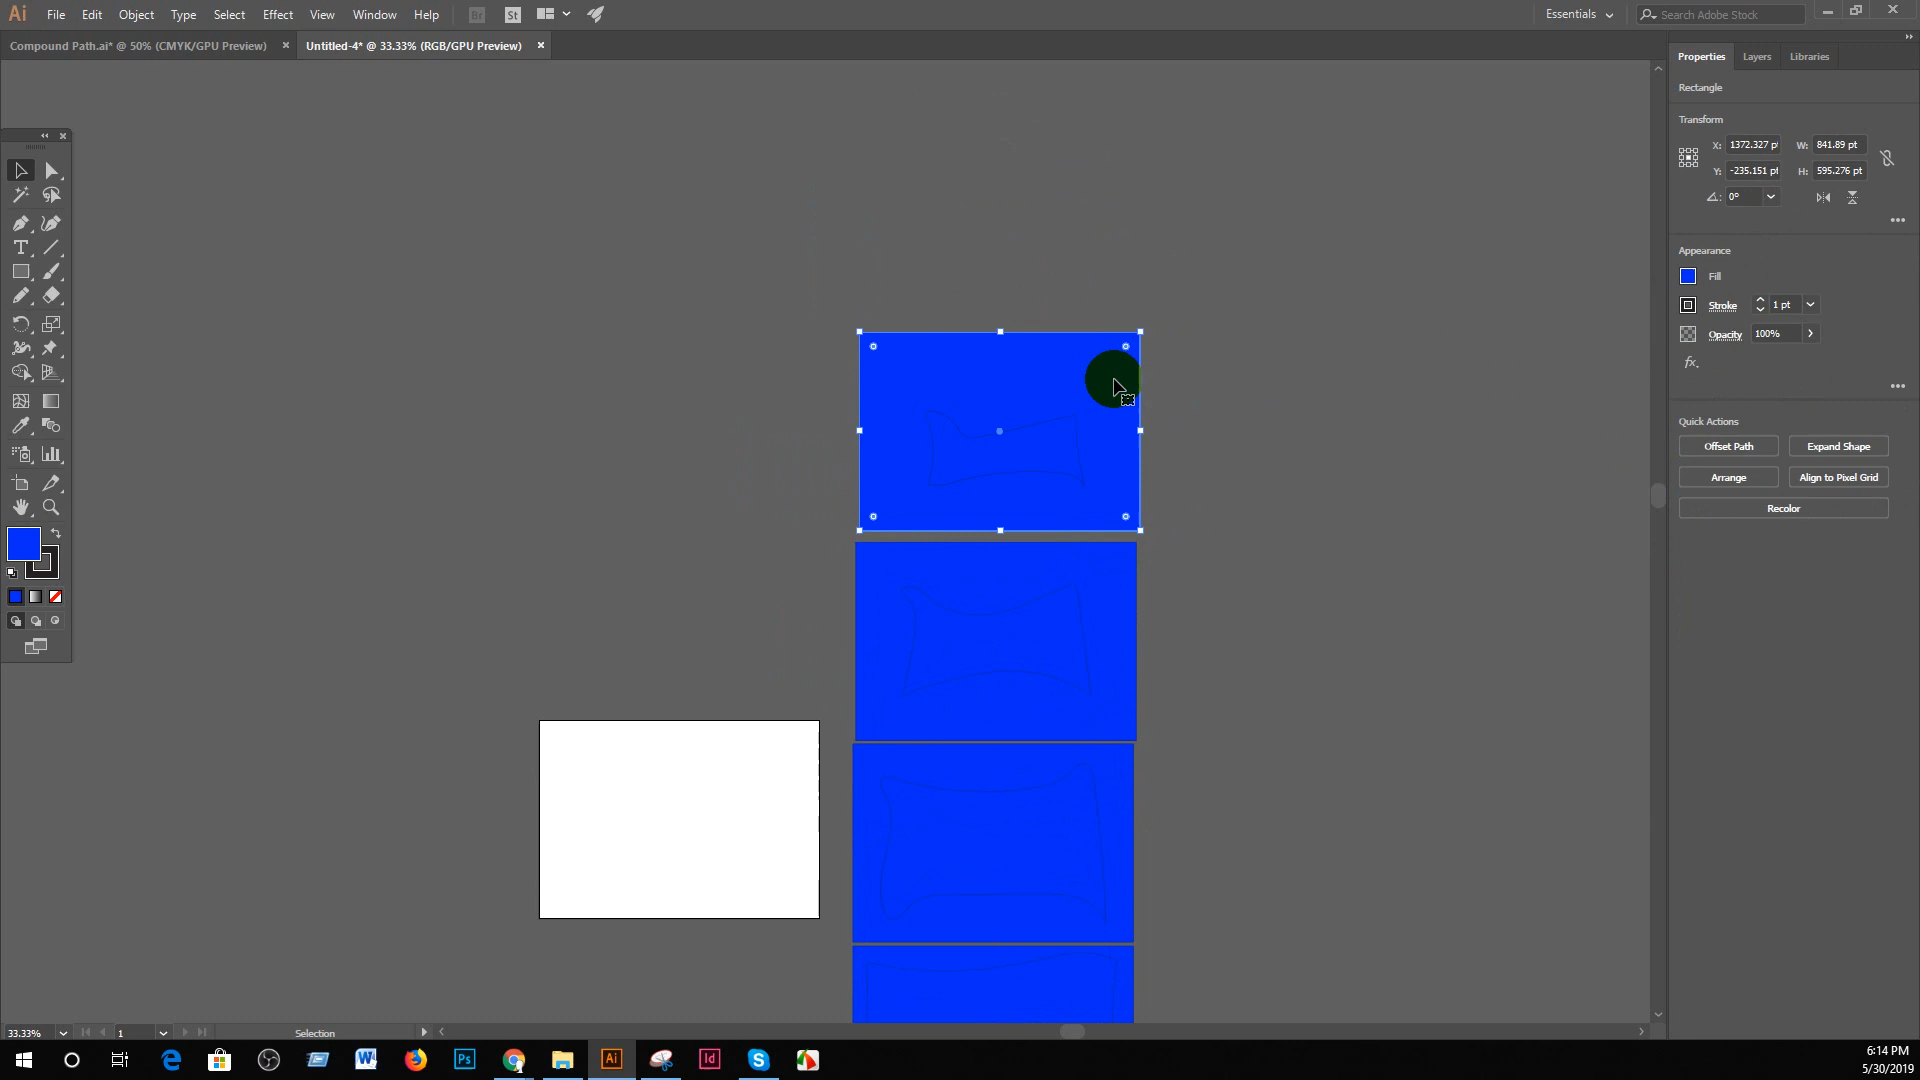 Ai File Edit Object Type Select Effect View Window Help Br St Essentials Search Adobe Stock
Compound Path.ai* @ 50% (CMYK/GPU Preview) × Untitled-4* @ 33.33% (RGB/GPU Preview) ×
Properties Layers Libraries
Rectangle
Transform
X: 1372.327 pt W: 841.89 pt
Y: -235.151 pt H: 595.276 pt
0°
Appearance
Fill
Stroke 1 pt
Opacity 100%
fx.
Quick Actions
Offset Path Expand Shape
Arrange Align to Pixel Grid
Recolor
T
33.33% 1 Selection
W Ps Ai Id S
6:14 PM
5/30/2019